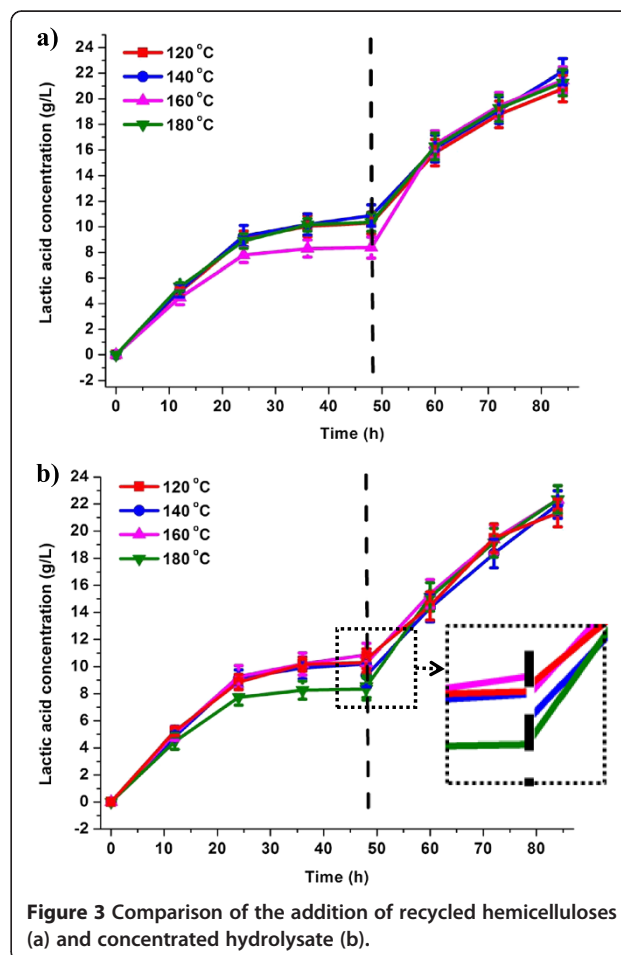 a)
24
22
20
18
16
14
12
10
8
6
4
2
0
-2
Lactic acid concentration (g/L)
120 °C
140 °C
160 °C
180 °C
0 10 20 30 40 50 60 70 80
Time (h)
b)
24
22
20
18
16
14
12
10
8
6
4
2
0
-2
Lactic acid concentration (g/L)
120 °C
140 °C
160 °C
180 °C
0 10 20 30 40 50 60 70 80
Time (h)
Figure 3 Comparison of the addition of recycled hemicelluloses
(a) and concentrated hydrolysate (b).